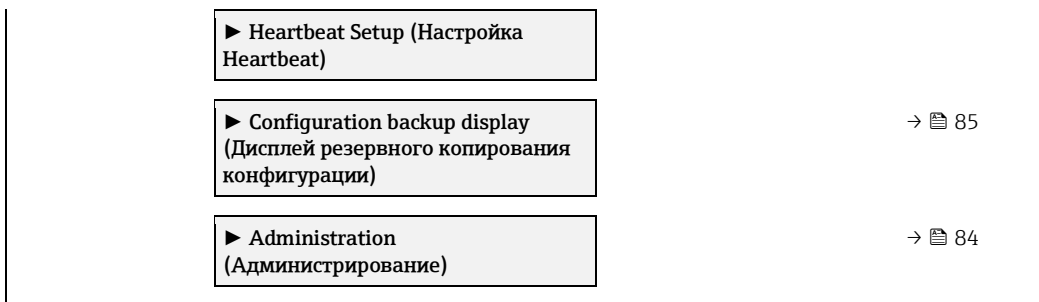 ► Heartbeat Setup (Настройка
Heartbeat)
► Configuration backup display
(Дисплей резервного копирования
конфигурации)
→ 85
► Administration
(Администрирование)
→ 84